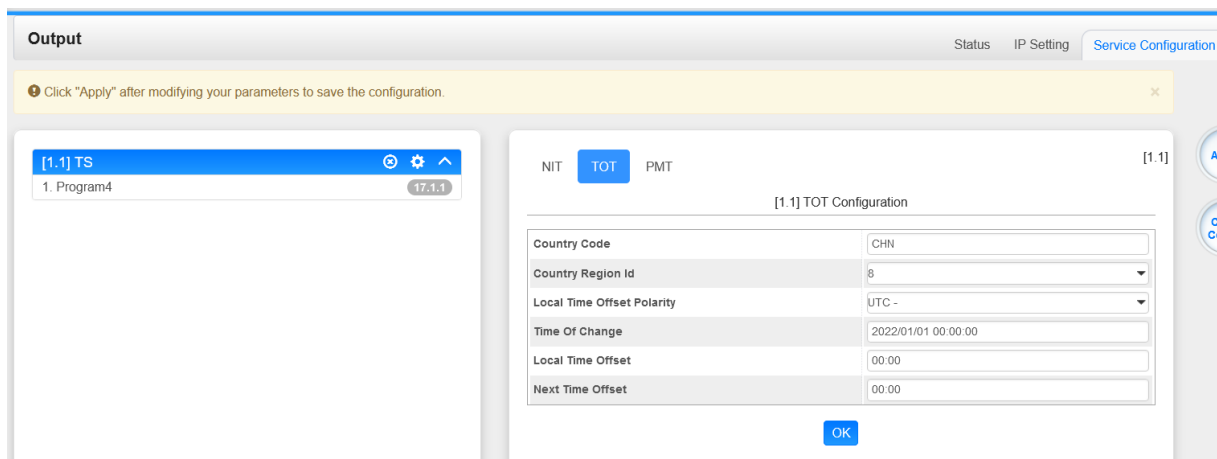 Output
Status IP Setting Service Configuration
Click "Apply" after modifying your parameters to save the configuration.
[1.1] TS
1. Program4 17.1.1
NIT TOT PMT [1.1]
[1.1] TOT Configuration
Country Code CHN
Country Region Id 8
Local Time Offset Polarity UTC -
Time Of Change 2022/01/01 00:00:00
Local Time Offset 00:00
Next Time Offset 00:00
OK